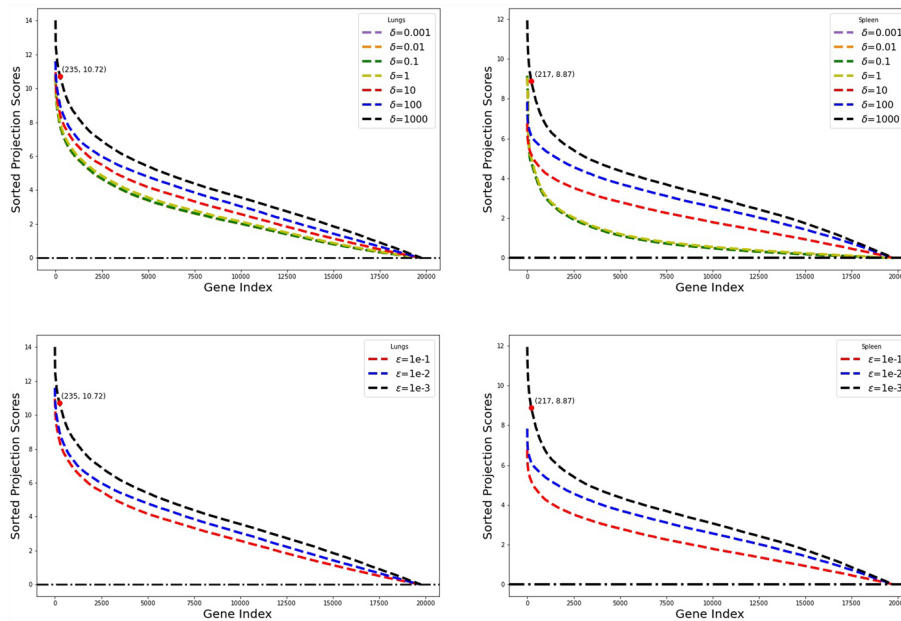 Lungs
δ=0.001
δ=0.01
δ=0.1
δ=1
δ=10
δ=100
δ=1000
(235, 10.72)
14
12
10
8
6
4
2
0
0 2500 5000 7500 10000 12500 15000 17500 20000
Sorted Projection Scores
Gene Index
Spleen
δ=0.001
δ=0.01
δ=0.1
δ=1
δ=10
δ=100
δ=1000
(217, 8.87)
12
10
8
6
4
2
0
0 2500 5000 7500 10000 12500 15000 17500 2000
Sorted Projection Scores
Gene Index
Lungs
ε=1e-1
ε=1e-2
ε=1e-3
(235, 10.72)
14
12
10
8
6
4
2
0
0 2500 5000 7500 10000 12500 15000 17500 20000
Sorted Projection Scores
Gene Index
Spleen
ε=1e-1
ε=1e-2
ε=1e-3
(217, 8.87)
12
10
8
6
4
2
0
0 2500 5000 7500 10000 12500 15000 17500 2000
Sorted Projection Scores
Gene Index